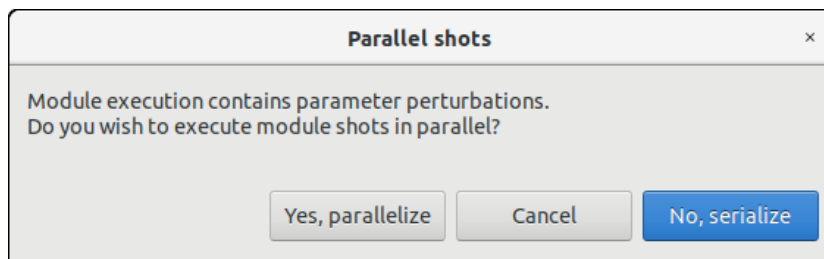 Parallel shots ×
Module execution contains parameter perturbations.
Do you wish to execute module shots in parallel?
Yes, parallelize Cancel No, serialize